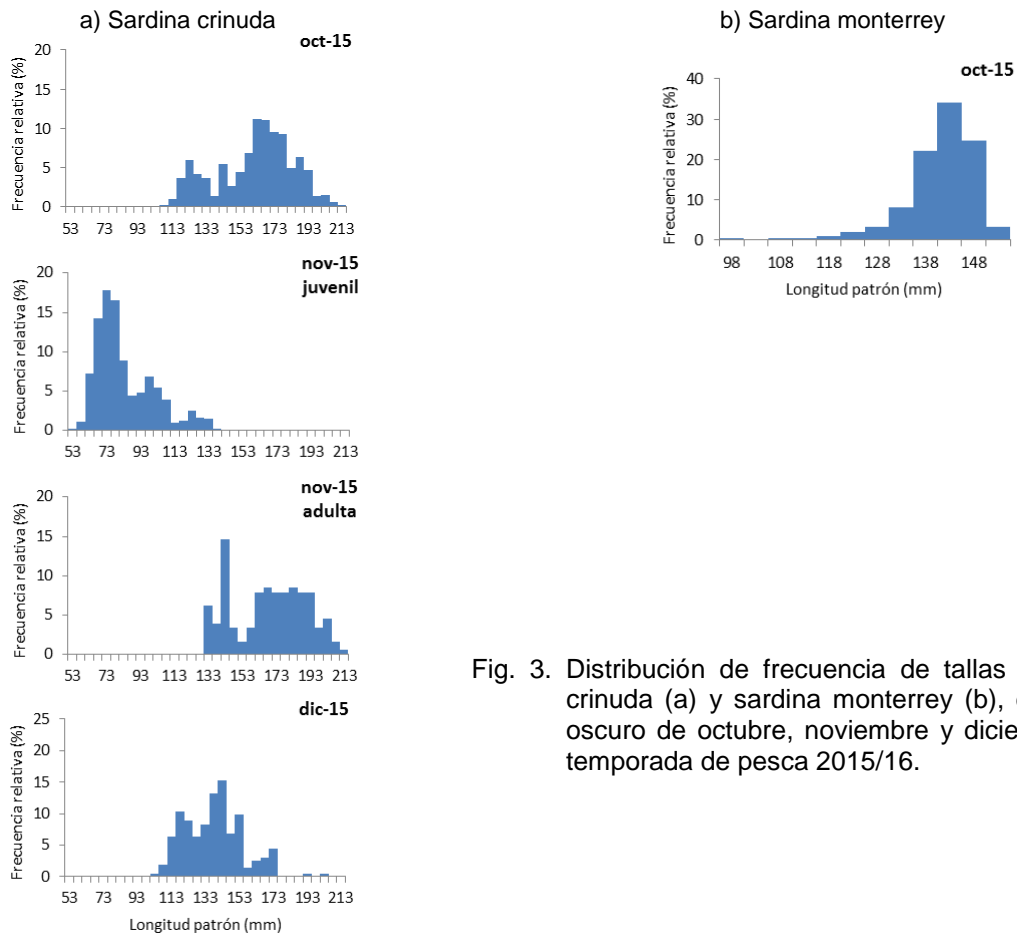 a) Sardina crinuda
oct-15
20
15
10
5
0
Frecuencia relativa (%)
53 73 93 113 133 153 173 193 213
nov-15
juvenil
20
15
10
5
0
Frecuencia relativa (%)
53 73 93 113 133 153 173 193 213
nov-15
adulta
20
15
10
5
0
Frecuencia relativa (%)
53 73 93 113 133 153 173 193 213
dic-15
25
20
15
10
5
0
Frecuencia relativa (%)
53 73 93 113 133 153 173 193 213
Longitud patrón (mm)
b) Sardina monterrey
oct-15
40
30
20
10
0
Frecuencia relativa (%)
98 108 118 128 138 148
Longitud patrón (mm)
Fig. 3. Distribución de frecuencia de tallas
crinuda (a) y sardina monterrey (b),
oscuro de octubre, noviembre y dicie
temporada de pesca 2015/16.